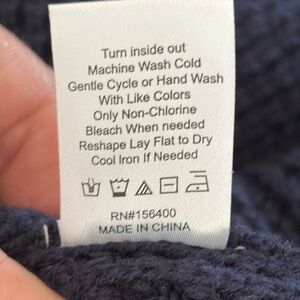 Turn inside out
Machine Wash Cold
Gentle Cycle or Hand Wash
With Like Colors
Only Non-Chlorine
Bleach When needed
Reshape Lay Flat to Dry
Cool Iron If Needed
RN#156400
MADE IN CHINA